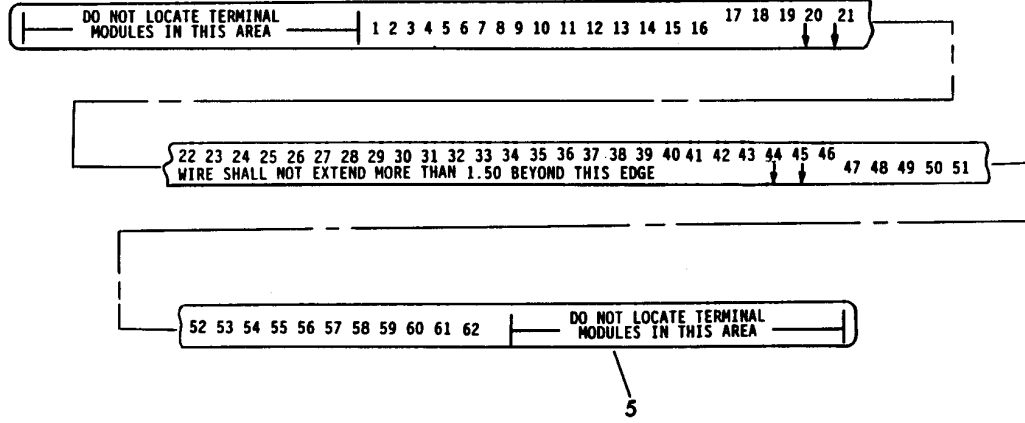 DO NOT LOCATE TERMINAL
MODULES IN THIS AREA
1 2 3 4 5 6 7 8 9 10 11 12 13 14 15 16
17 18 19 20 21
22 23 24 25 26 27 28 29 30 31 32 33 34 35 36 37 38 39 40 41 42 43 44 45 46
WIRE SHALL NOT EXTEND MORE THAN 1.50 BEYOND THIS EDGE
47 48 49 50 51
52 53 54 55 56 57 58 59 60 61 62
DO NOT LOCATE TERMINAL
MODULES IN THIS AREA
5